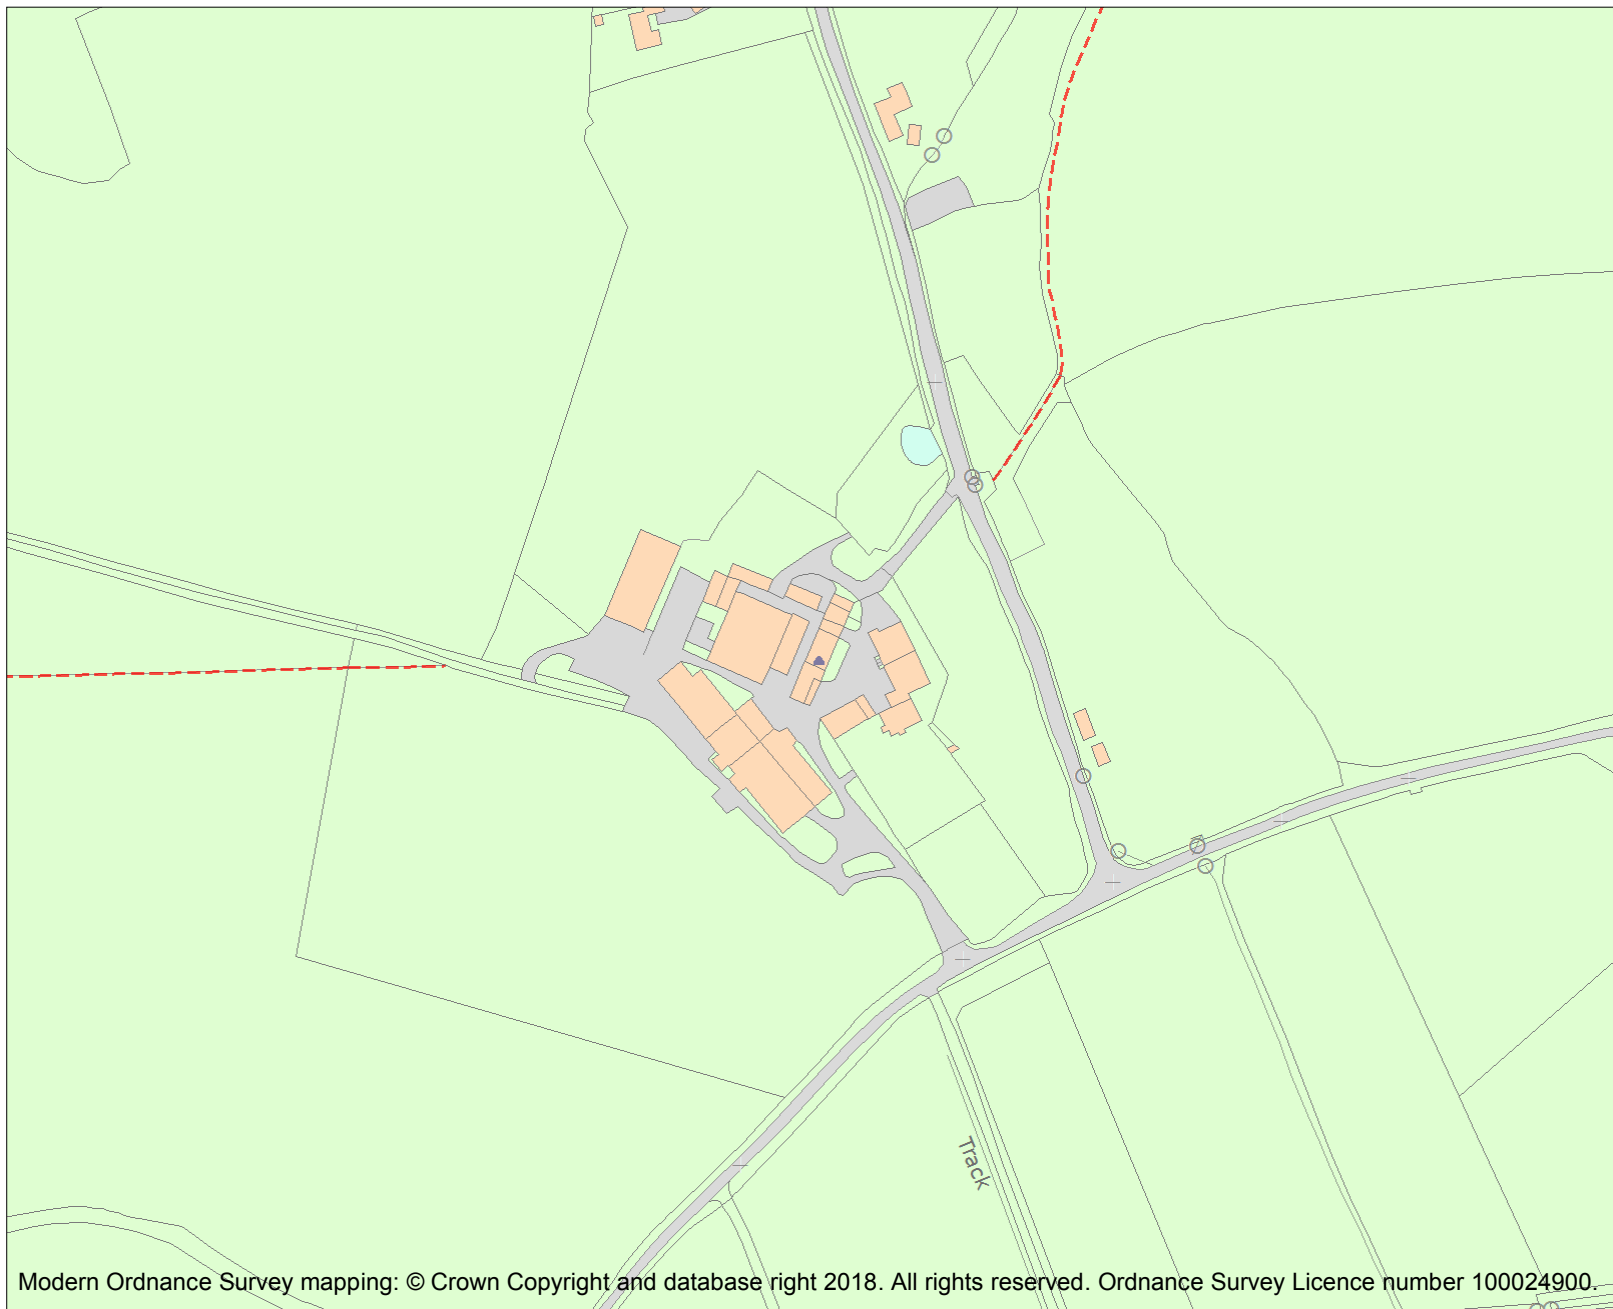 Track
Modern Ordnance Survey mapping: © Crown Copyright and database right 2018. All rights reserved. Ordnance Survey Licence number 100024900.